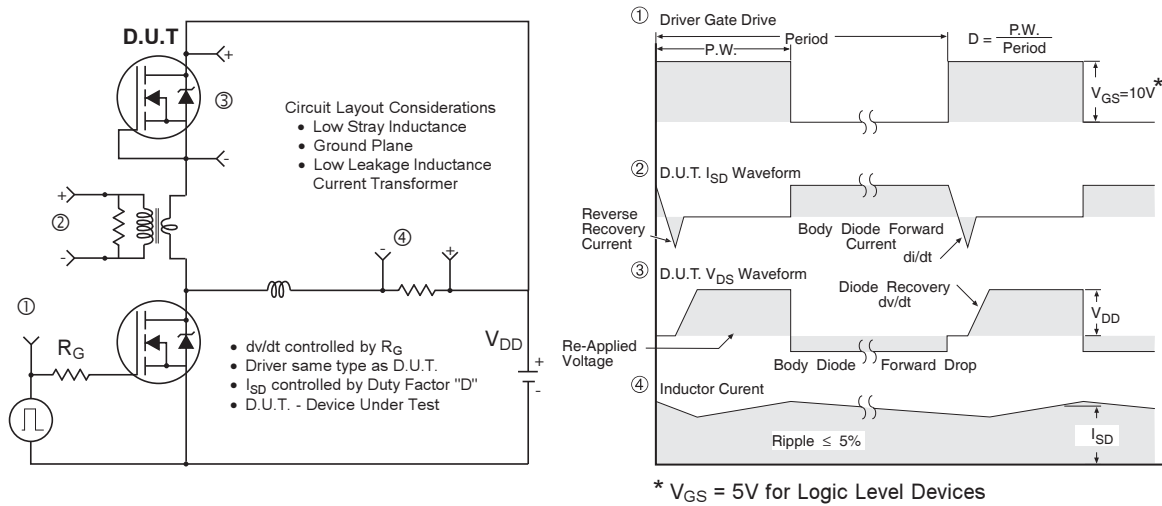 D.U.T
+
③
-
Circuit Layout Considerations
• Low Stray Inductance
• Ground Plane
• Low Leakage Inductance
Current Transformer
+
②
-
④
-
+
①
R_G
V_DD
+
-
• dv/dt controlled by R_G
• Driver same type as D.U.T.
• I_SD controlled by Duty Factor "D"
• D.U.T. - Device Under Test
① Driver Gate Drive
P.W.
Period
D = P.W.
Period
V_GS=10V *
② D.U.T. I_SD Waveform
Reverse
Recovery
Current
Body Diode Forward
Current
di/dt
③ D.U.T. V_DS Waveform
Diode Recovery
dv/dt
V_DD
Re-Applied
Voltage
Body Diode Forward Drop
④ Inductor Curent
Ripple ≤ 5%
I_SD
* V_GS = 5V for Logic Level Devices